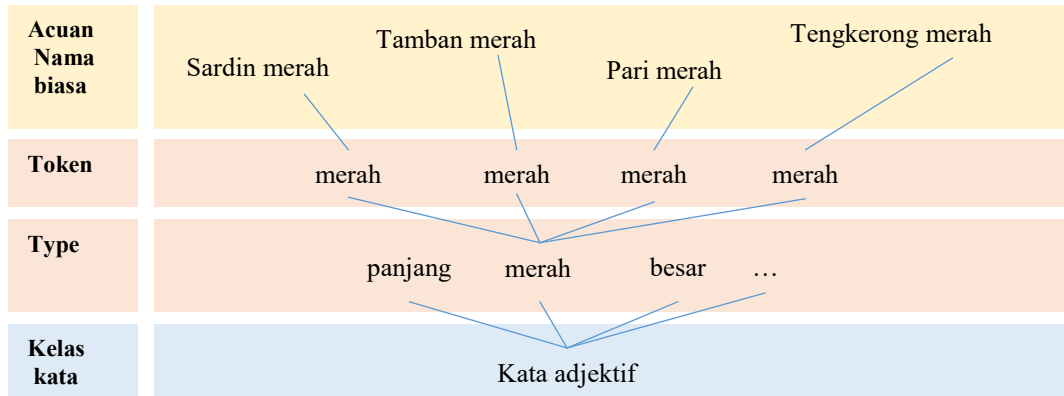 Acuan
Nama
biasa
Sardin merah
Tamban merah
Pari merah
Tengkerong merah
Token
merah merah merah merah
Type
panjang merah besar …
Kelas
kata
Kata adjektif